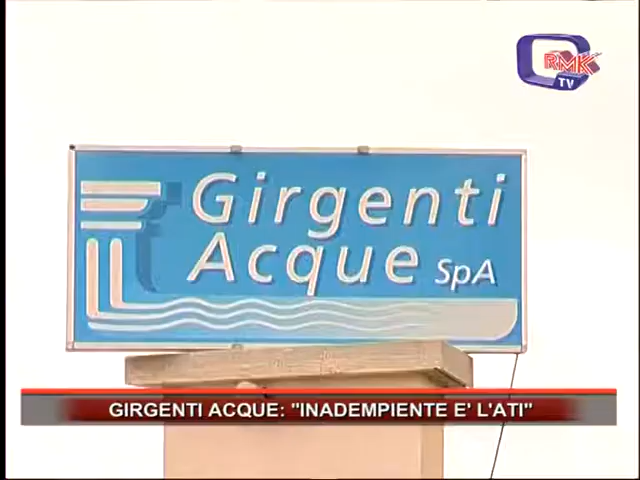 RMK
TV
Girgenti
Acque SpA
GIRGENTI ACQUE: "INADEMPIENTE E' L'ATI"